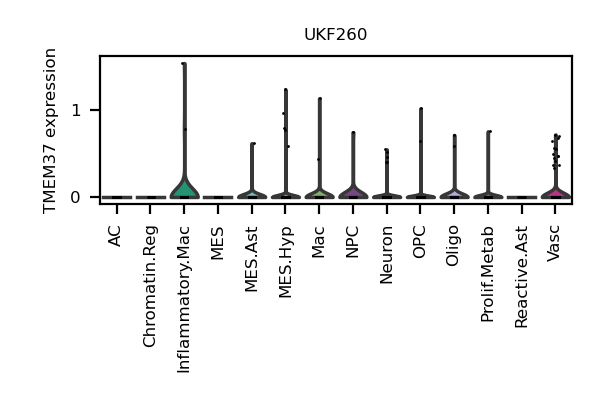 UKF260
TMEM37 expression
1
0
AC
Chromatin.Reg
Inflammatory.Mac
MES
MES.Ast
MES.Hyp
Mac
NPC
Neuron
OPC
Oligo
Prolif.Metab
Reactive.Ast
Vasc